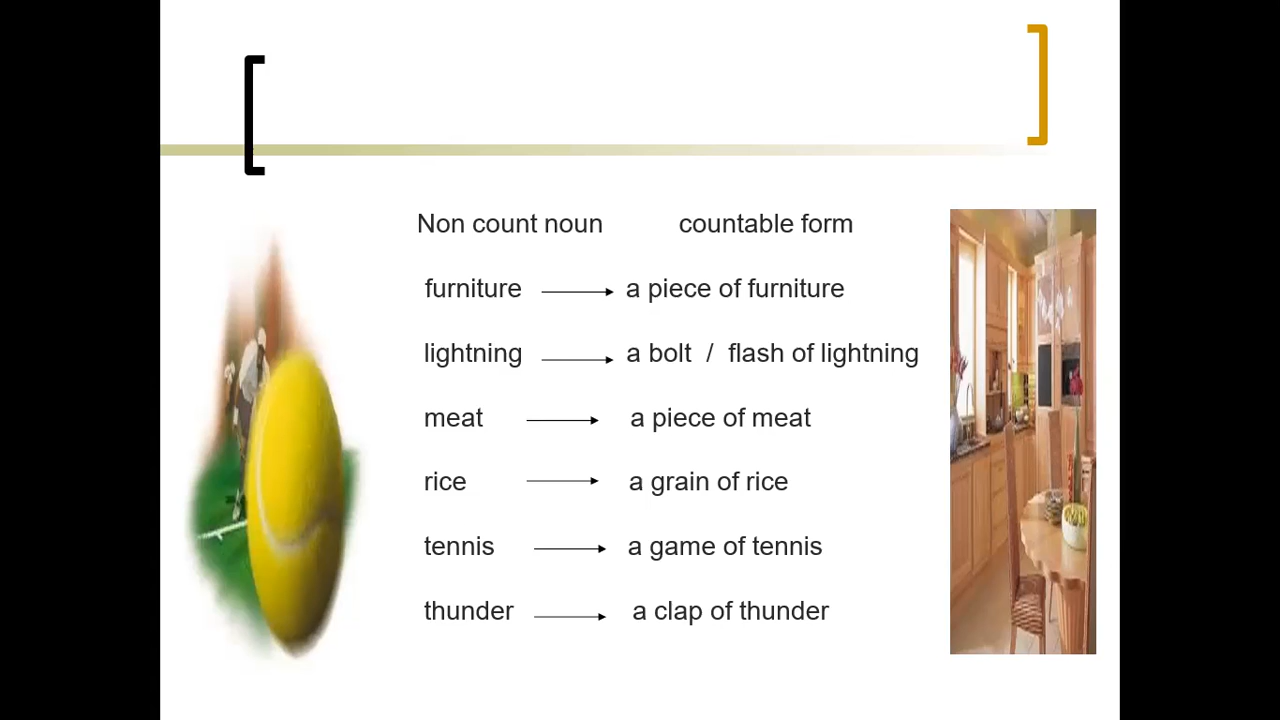 Non count noun countable form
furniture a piece of furniture
lightning a bolt / flash of lightning
meat a piece of meat
rice a grain of rice
tennis a game of tennis
thunder a clap of thunder